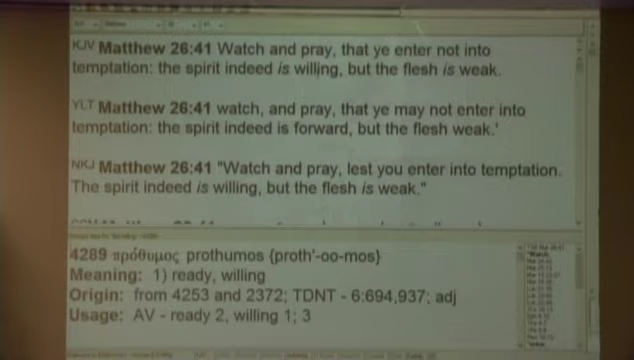 KJV Matthew 26:41 Watch and pray, that ye enter not into
temptation: the spirit indeed is willing, but the flesh is weak.
YLT Matthew 26:41 watch, and pray, that ye may not enter into
temptation: the spirit indeed is forward, but the flesh weak.'
NKJ Matthew 26:41 "Watch and pray, lest you enter into temptation.
The spirit indeed is willing, but the flesh is weak."
4289 πρόθυμος prothumos {proth'-oo-mos}
Meaning: 1) ready, willing
Origin: from 4253 and 2372; TDNT - 6:694,937; adj
Usage: AV - ready 2, willing 1; 3